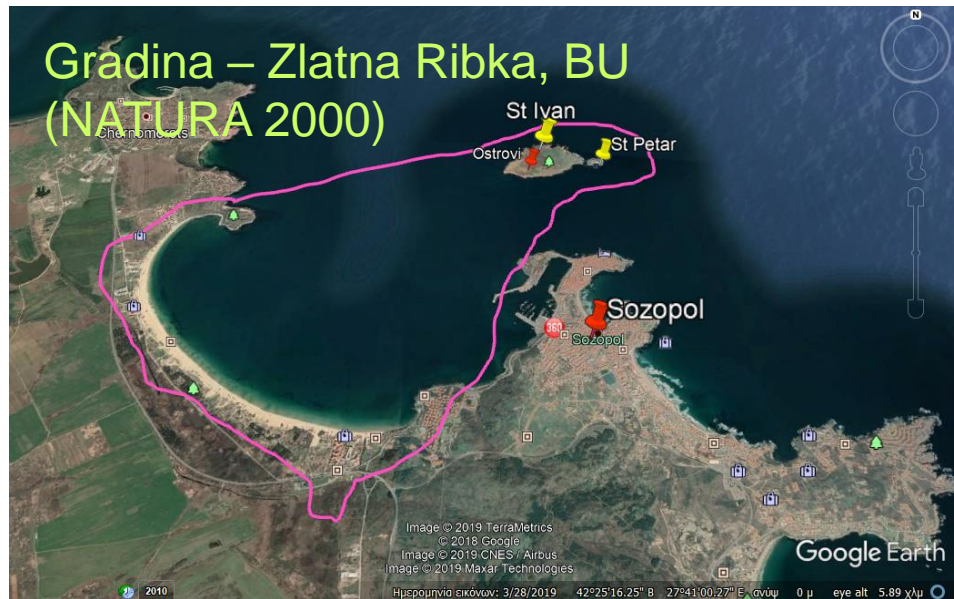 N
Gradina – Zlatna Ribka, BU
(NATURA 2000)
Chernomorets
St Ivan
Ostrovi
St Petar
Sozopol
360
Sozopol
Image © 2019 TerraMetrics
© 2018 Google
Image © 2019 CNES / Airbus
Image © 2019 Maxar Technologies
Google Earth
2010
Ημερομηνία εικόνων: 3/28/2019 42°25'16.25" Β 27°41'00.27" Ε ανύψ 0 μ eye alt 5.89 χλμ